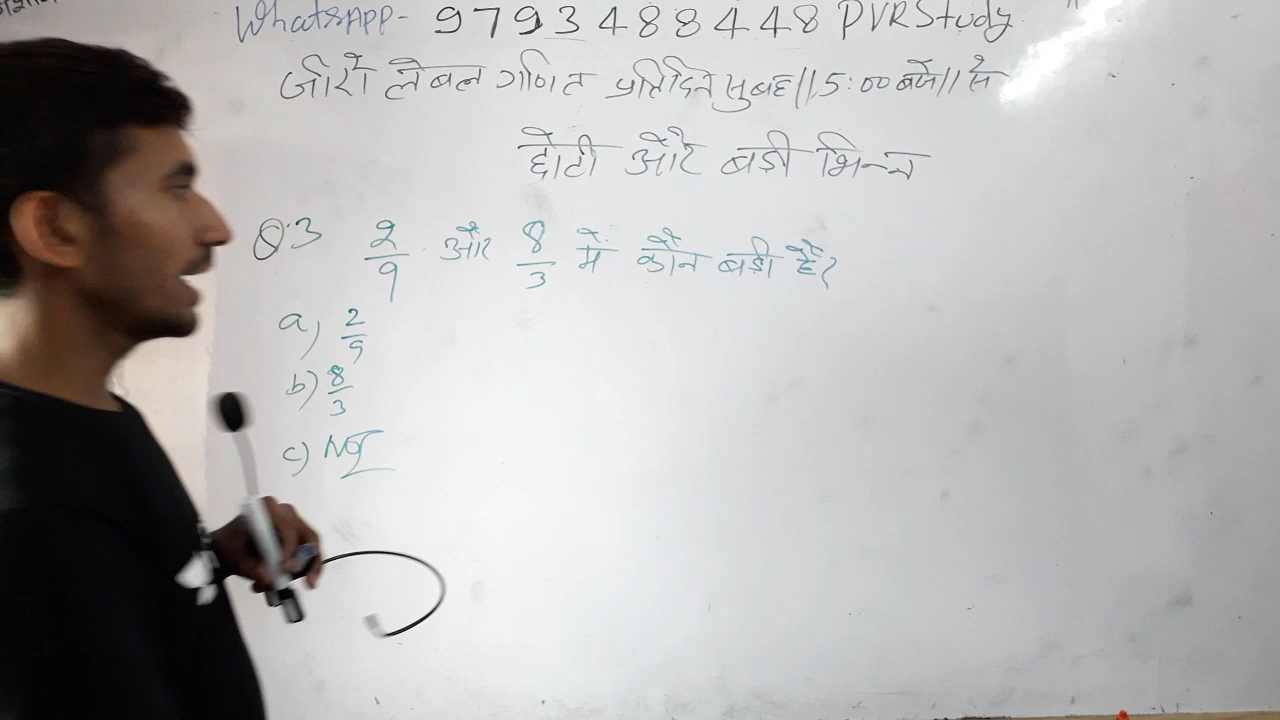 WhatsApp- 9793488448 PVRStudy
जीरो लेबल गणित प्रतिदिन सुबह//5:00 बजे// से
छोटी और बड़ी भिन्न
Q.3 2/9 और 8/3 में कौन बड़ी है?
a) 2/9
b) 8/3
c)